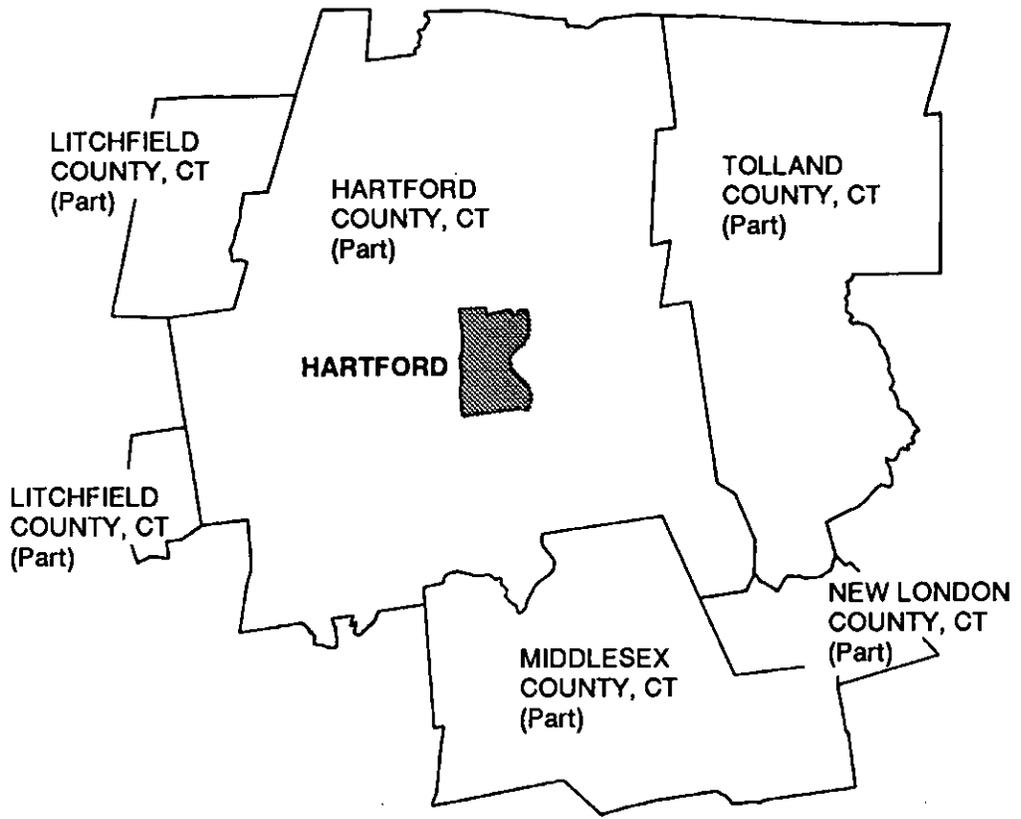 LITCHFIELD
COUNTY, CT
(Part)
HARTFORD
COUNTY, CT
(Part)
TOLLAND
COUNTY, CT
(Part)
HARTFORD
LITCHFIELD
COUNTY, CT
(Part)
NEW LONDON
COUNTY, CT
(Part)
MIDDLESEX
COUNTY, CT
(Part)